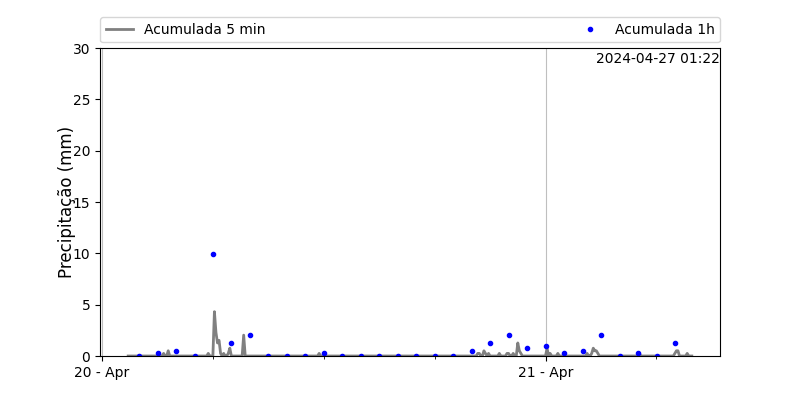 Acumulada 5 min
Acumulada 1h
2024-04-27 01:22
Precipitação (mm)
30
25
20
15
10
5
0
20 - Apr
21 - Apr